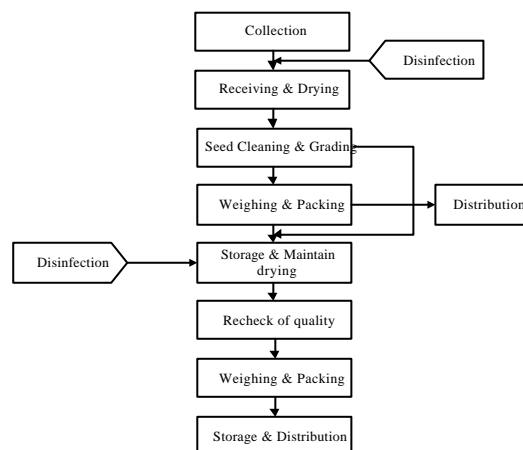 Collection
Disinfection
Receiving & Drying
Seed Cleaning & Grading
Weighing & Packing
Distribution
Disinfection
Storage & Maintain
drying
Recheck of quality
Weighing & Packing
Storage & Distribution